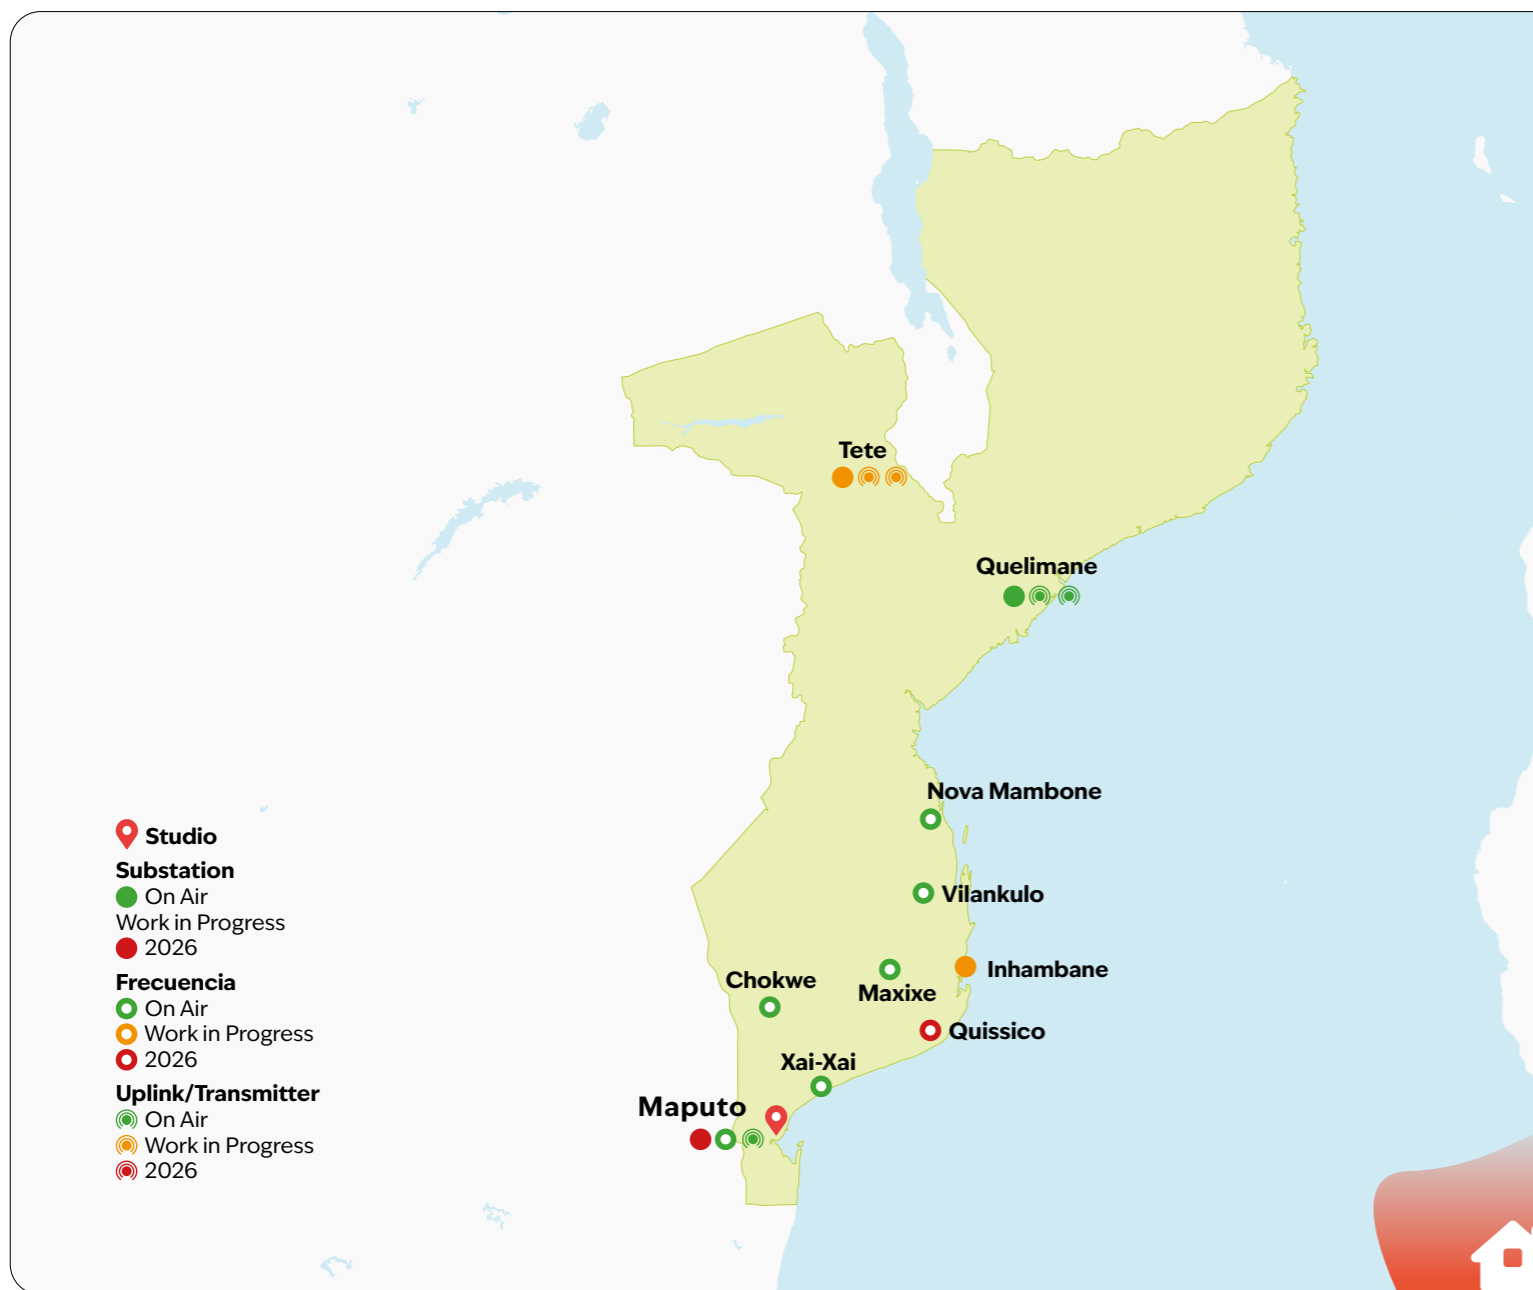 Tete
Quelimane
Nova Mambone
Vilankulo
Inhambane
Chokwe
Maxixe
Quissico
Xai-Xai
Maputo
Studio
Substation
On Air
Work in Progress
2026
Frecuencia
On Air
Work in Progress
2026
Uplink/Transmitter
On Air
Work in Progress
2026